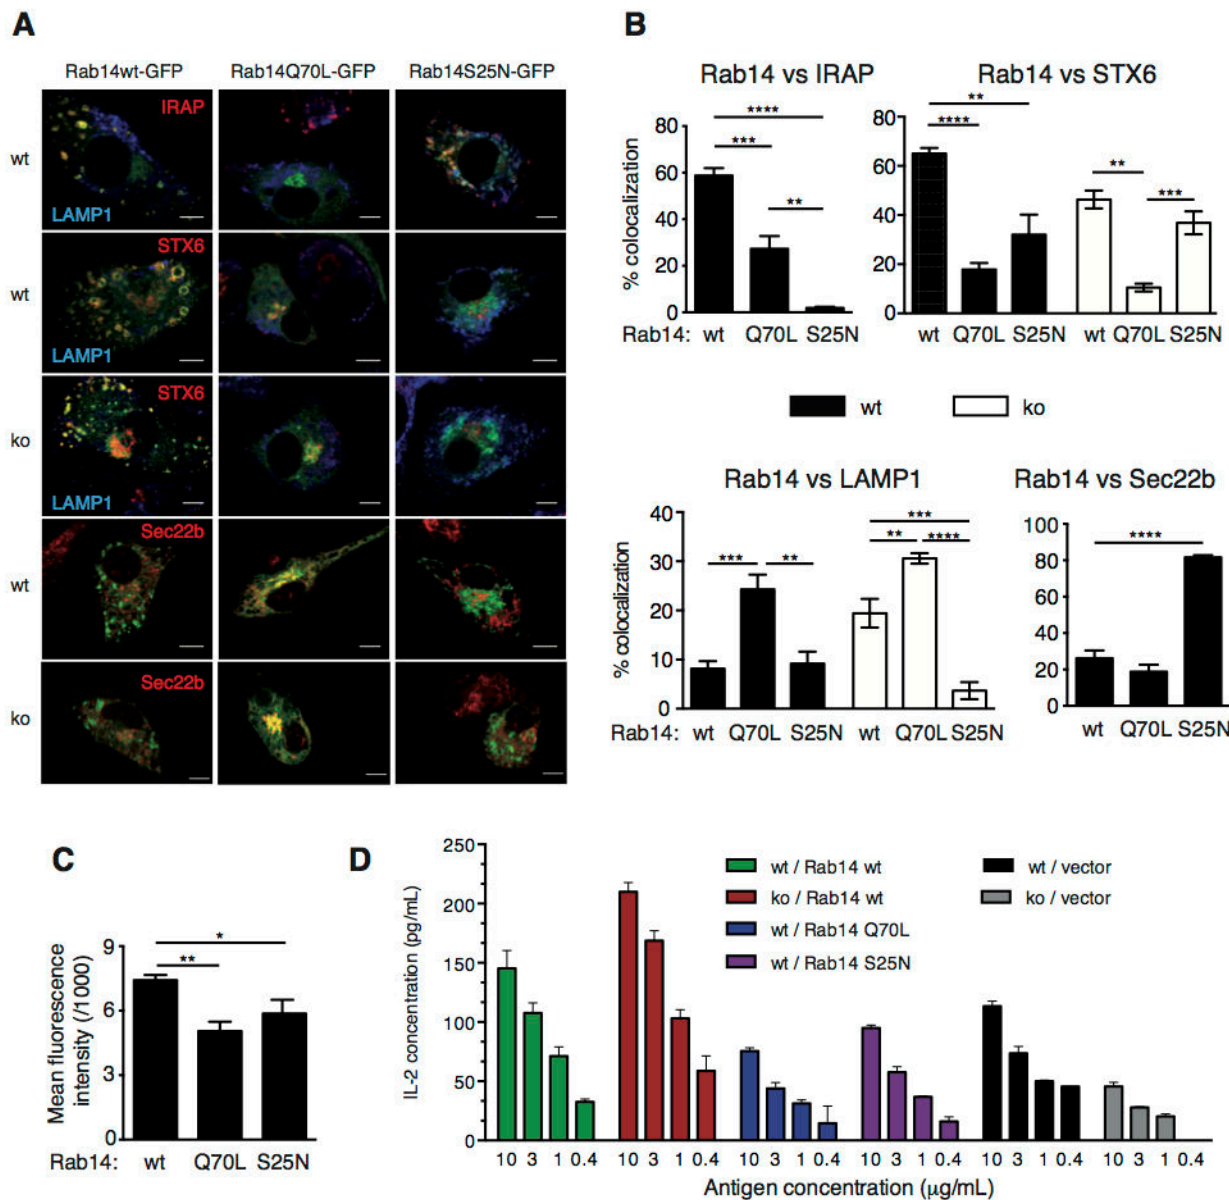 A
Rab14wt-GFP Rab14Q70L-GFP Rab14S25N-GFP
wt
IRAP
LAMP1
wt
STX6
LAMP1
ko
STX6
LAMP1
wt
Sec22b
ko
Sec22b
B
Rab14 vs IRAP
% colocalization
80
60
40
20
0
****
***
**
Rab14: wt Q70L S25N
Rab14 vs STX6
80
60
40
20
0
**
****
**
***
wt Q70L S25N wt Q70L S25N
wt
ko
Rab14 vs LAMP1
% colocalization
40
30
20
10
0
***
**
***
**
****
Rab14: wt Q70L S25N wt Q70L S25N
Rab14 vs Sec22b
100
80
60
40
20
0
****
wt Q70L S25N
C
Mean fluorescence
intensity (/1000)
9
6
3
0
*
**
Rab14: wt Q70L S25N
D
IL-2 concentration (pg/mL)
250
200
150
100
50
0
wt / Rab14 wt
ko / Rab14 wt
wt / Rab14 Q70L
wt / Rab14 S25N
wt / vector
ko / vector
10 3 1 0.4 10 3 1 0.4 10 3 1 0.4 10 3 1 0.4 10 3 1 0.4 10 3 1 0.4
Antigen concentration (µg/mL)